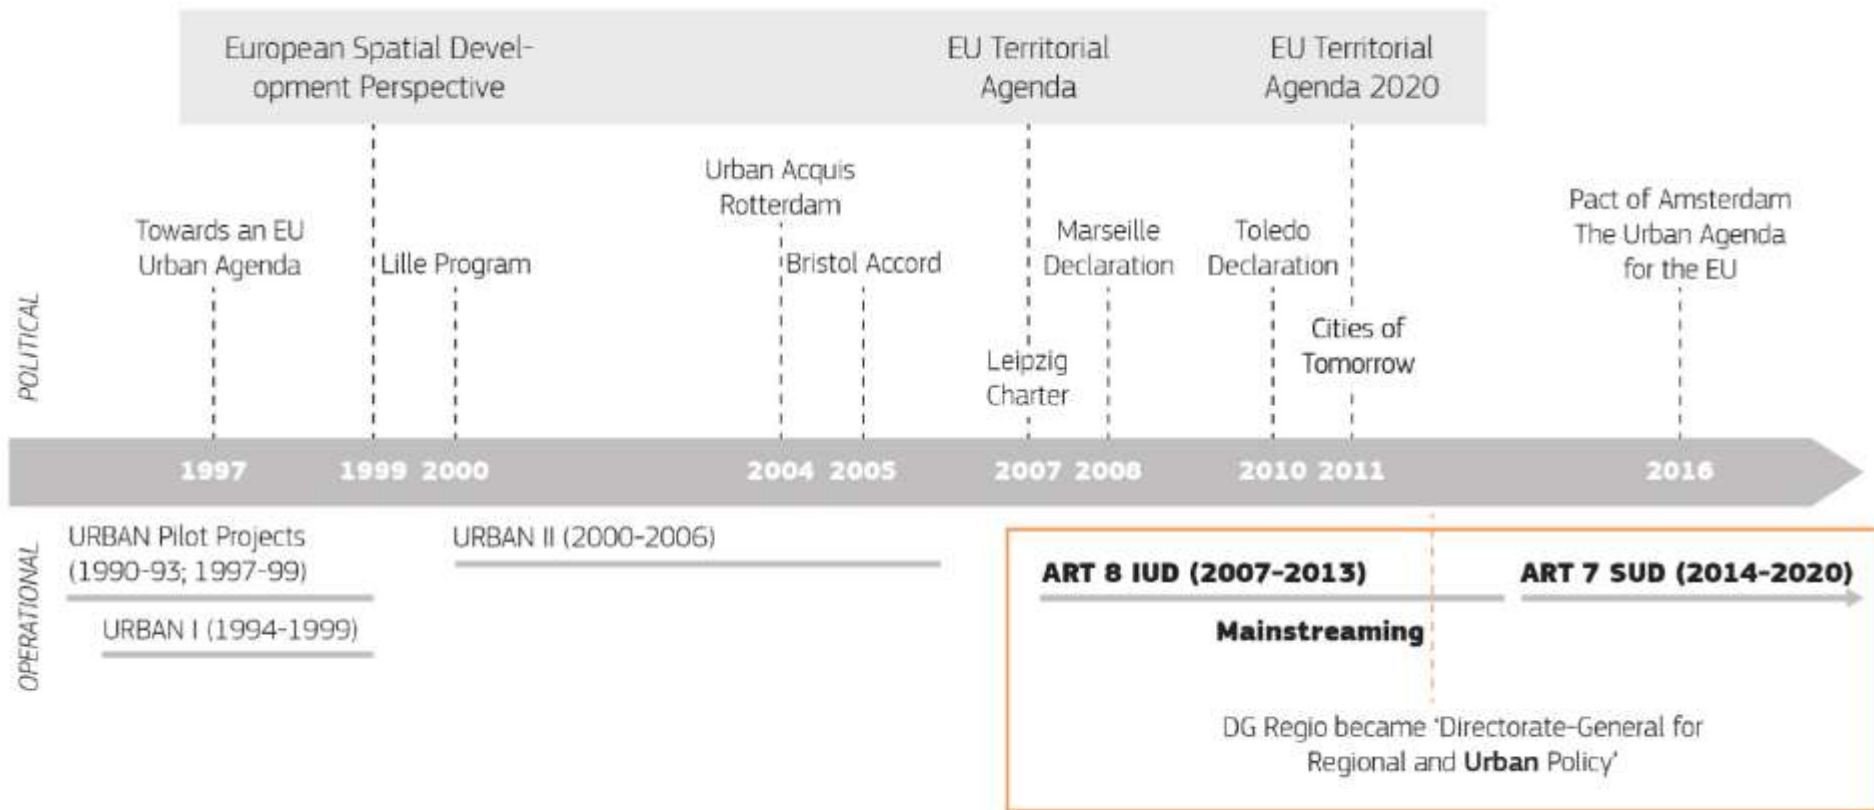 European Spatial Devel-
opment Perspective
EU Territorial
Agenda
EU Territorial
Agenda 2020
Urban Acquis
Rotterdam
Pact of Amsterdam
The Urban Agenda
for the EU
Towards an EU
Urban Agenda
Lille Program
Bristol Accord
Marseille
Declaration
Toledo
Declaration
Cities of
Tomorrow
Leipzig
Charter
POLITICAL
1997
1999
2000
2004
2005
2007
2008
2010
2011
2016
OPERATIONAL
URBAN Pilot Projects
(1990-93; 1997-99)
URBAN I (1994-1999)
URBAN II (2000-2006)
ART 8 IUD (2007-2013)
ART 7 SUD (2014-2020)
Mainstreaming
DG Regio became ‘Directorate-General for
Regional and Urban Policy’